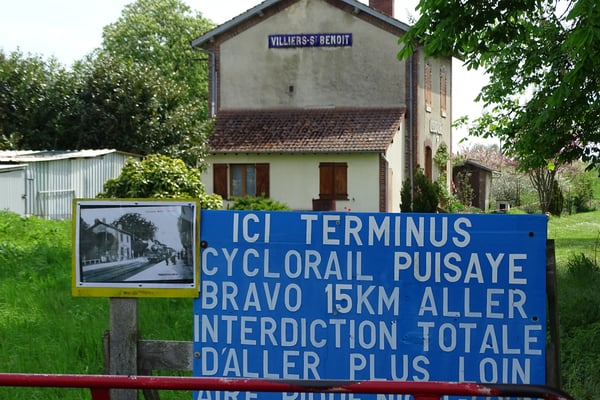 VILLIERS-ST BENOIT
ICI TERMINUS
CYCLORAIL PUISAYE
BRAVO 15KM ALLER
INTERDICTION TOTALE
D'ALLER PLUS LOIN